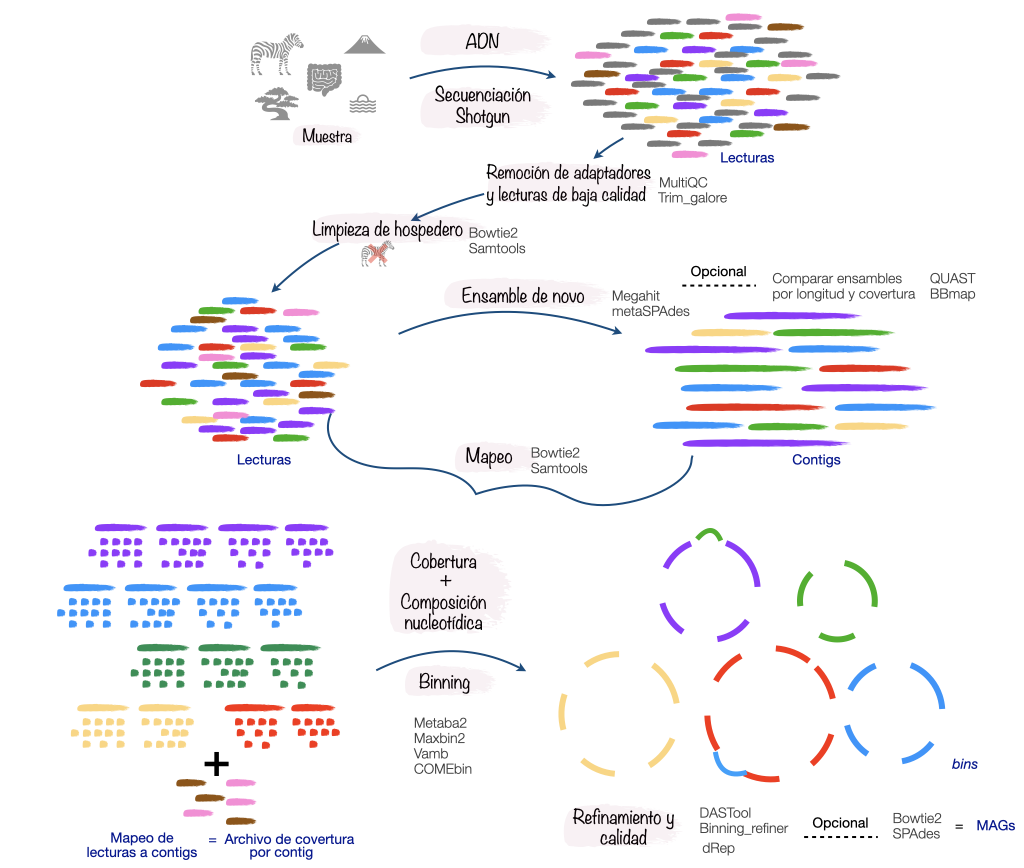 ADN
Secuenciación
Shotgun
Muestra
Lecturas
Remoción de adaptadores
y lecturas de baja calidad
MultiQC
Trim_galore
Limpieza de hospedero
Bowtie2
Samtools
Ensamble de novo
Megahit
metaSPAdes
Opcional
Comparar ensambles
por longitud y covertura
QUAST
BBmap
Lecturas
Mapeo
Bowtie2
Samtools
Contigs
Cobertura
+
Composición
nucleotídica
Binning
Metaba2
Maxbin2
Vamb
COMEbin
+
Mapeo de
lecturas a contigs
=
Archivo de covertura
por contig
bins
Refinamiento y
calidad
DASTool
Binning_refiner
dRep
Opcional
Bowtie2
SPAdes
=
MAGs